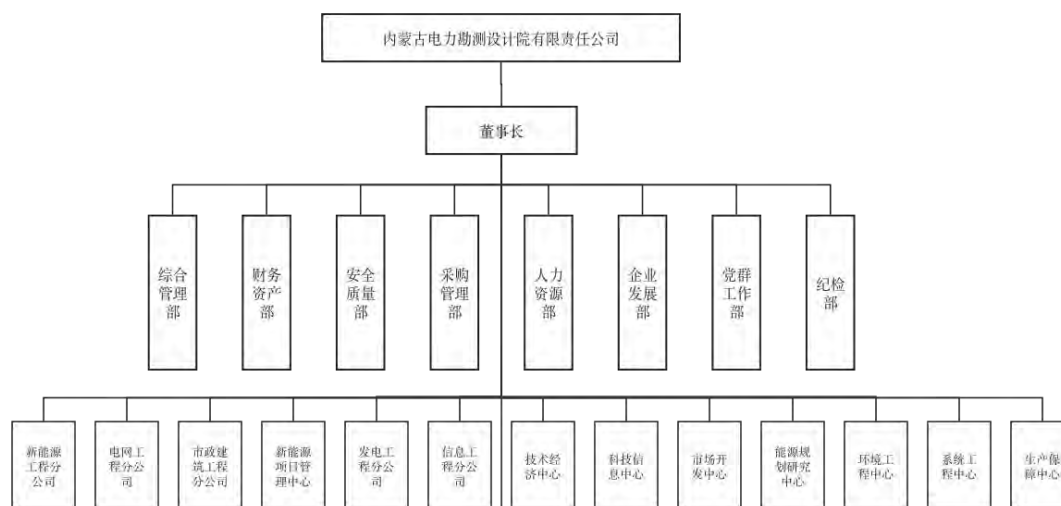 内蒙古电力勘测设计院有限责任公司
董事长
综合
管理
部
财务
资产
部
安全
质量
部
采购
管理
部
人力
资源
部
企业
发展
部
党群
工作
部
纪检
部
新能源
工程分
公司
电网工
程分公
司
市政建
筑工程
分公司
新能源
项目管
理中心
发电工
程分公
司
信息工
程分公
司
技术经
济中心
科技信
息中心
市场开
发中心
能源规
划研究
中心
环境工
程中心
系统工
程中心
生产保
障中心